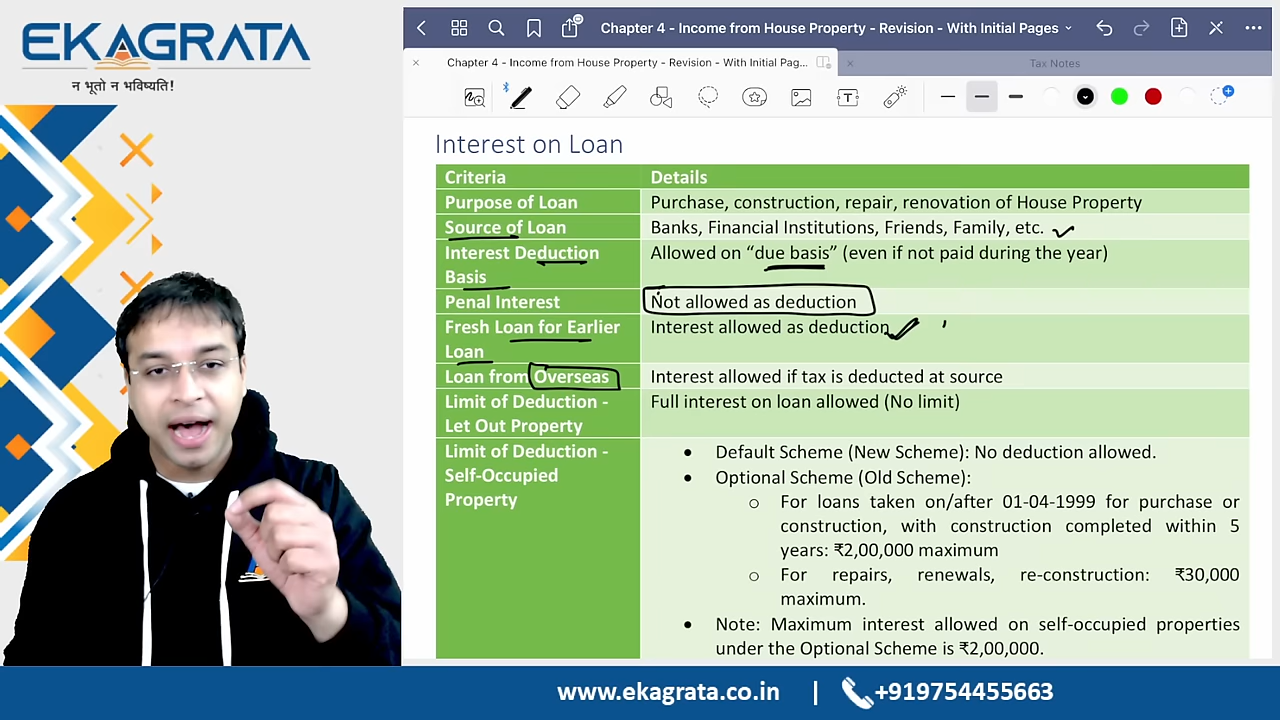 EKAGRATA
न भूतो न भविष्यति!
Chapter 4 - Income from House Property - Revision - With Initial Pages
Chapter 4 - Income from House Property - Revision - With Initial Pag...
Tax Notes
Interest on Loan
Criteria Details
Purpose of Loan Purchase, construction, repair, renovation of House Property
Source of Loan Banks, Financial Institutions, Friends, Family, etc.
Interest Deduction Allowed on “due basis” (even if not paid during the year)
Basis
Penal Interest Not allowed as deduction
Fresh Loan for Earlier Interest allowed as deduction
Loan
Loan from Overseas Interest allowed if tax is deducted at source
Limit of Deduction - Full interest on loan allowed (No limit)
Let Out Property
Limit of Deduction - • Default Scheme (New Scheme): No deduction allowed.
Self-Occupied • Optional Scheme (Old Scheme):
Property o For loans taken on/after 01-04-1999 for purchase or
construction, with construction completed within 5
years: ₹2,00,000 maximum
o For repairs, renewals, re-construction: ₹30,000
maximum.
• Note: Maximum interest allowed on self-occupied properties
under the Optional Scheme is ₹2,00,000.
www.ekagrata.co.in | +919754455663